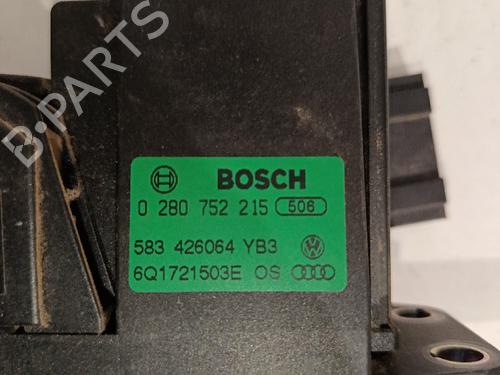 B·PARTS
BOSCH
0 280 752 215 506
583 426064 YB3
6Q1721503E OS